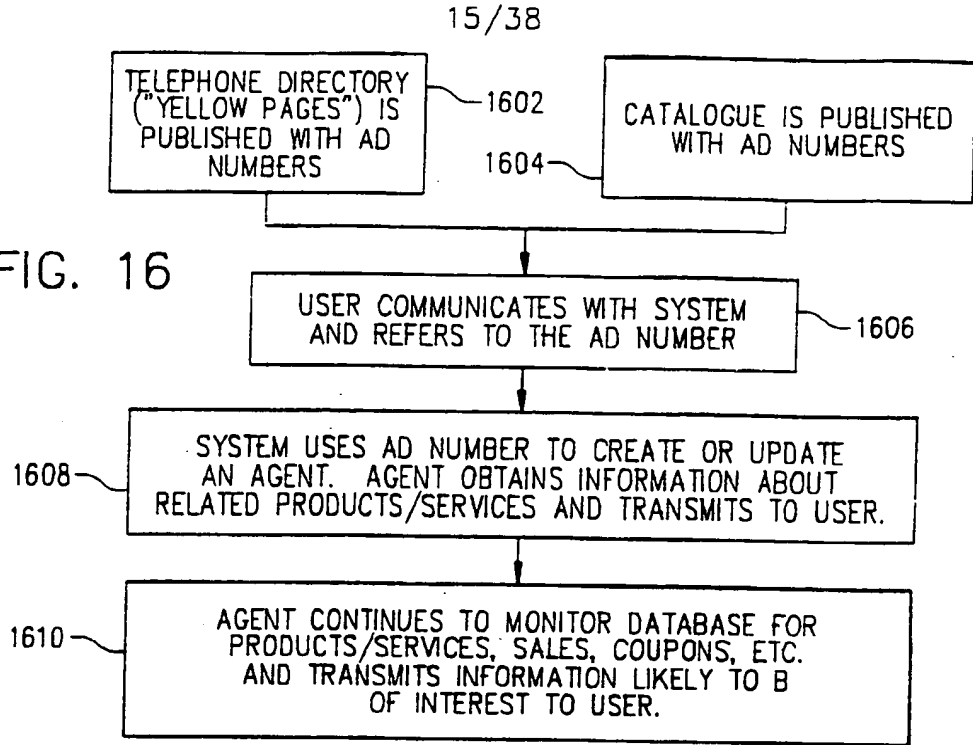 15/38
TELEPHONE DIRECTORY
("YELLOW PAGES") IS
PUBLISHED WITH AD
NUMBERS
1602
CATALOGUE IS PUBLISHED
WITH AD NUMBERS
1604
FIG. 16
USER COMMUNICATES WITH SYSTEM
AND REFERS TO THE AD NUMBER
1606
SYSTEM USES AD NUMBER TO CREATE OR UPDATE
AN AGENT. AGENT OBTAINS INFORMATION ABOUT
RELATED PRODUCTS/SERVICES AND TRANSMITS TO USER.
1608
AGENT CONTINUES TO MONITOR DATABASE FOR
PRODUCTS/SERVICES, SALES, COUPONS, ETC.
AND TRANSMITS INFORMATION LIKELY TO B
OF INTEREST TO USER.
1610